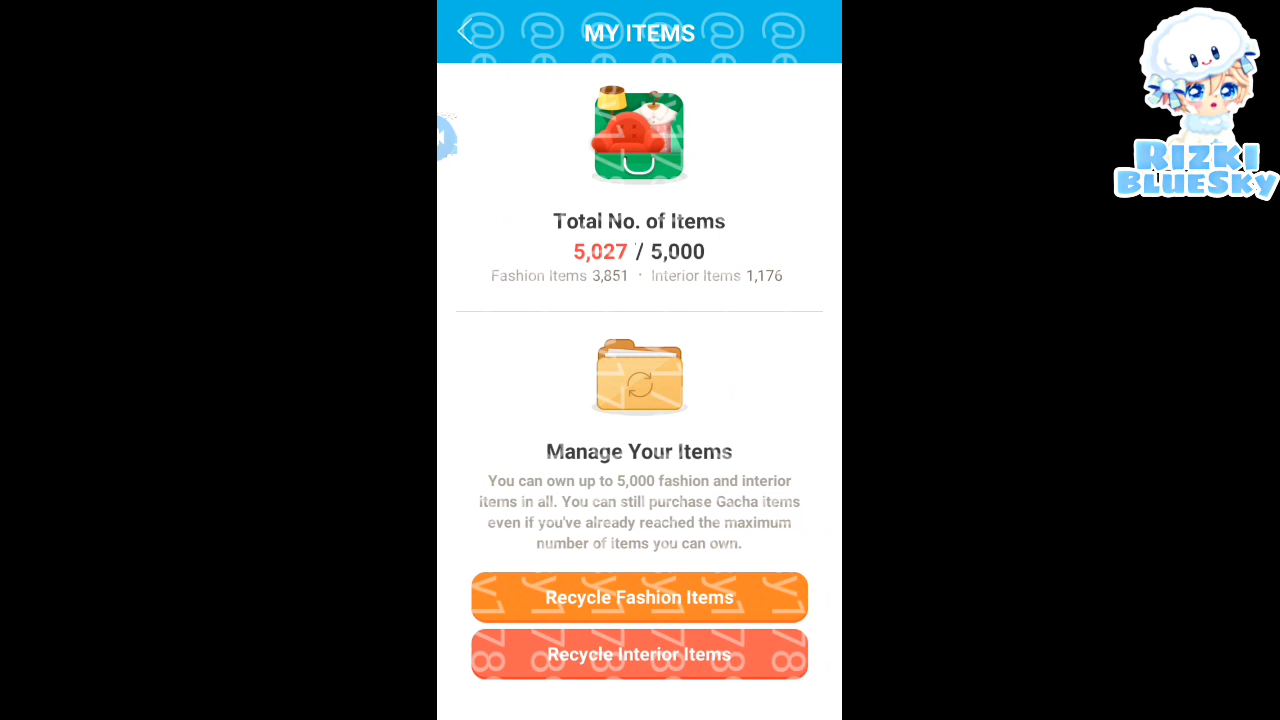 MY ITEMS
Total No. of Items
5,027 / 5,000
Fashion Items 3,851 · Interior Items 1,176
Manage Your Items
You can own up to 5,000 fashion and interior
items in all. You can still purchase Gacha items
even if you've already reached the maximum
number of items you can own.
Recycle Fashion Items
Recycle Interior Items
RIZKI
BLUESKY